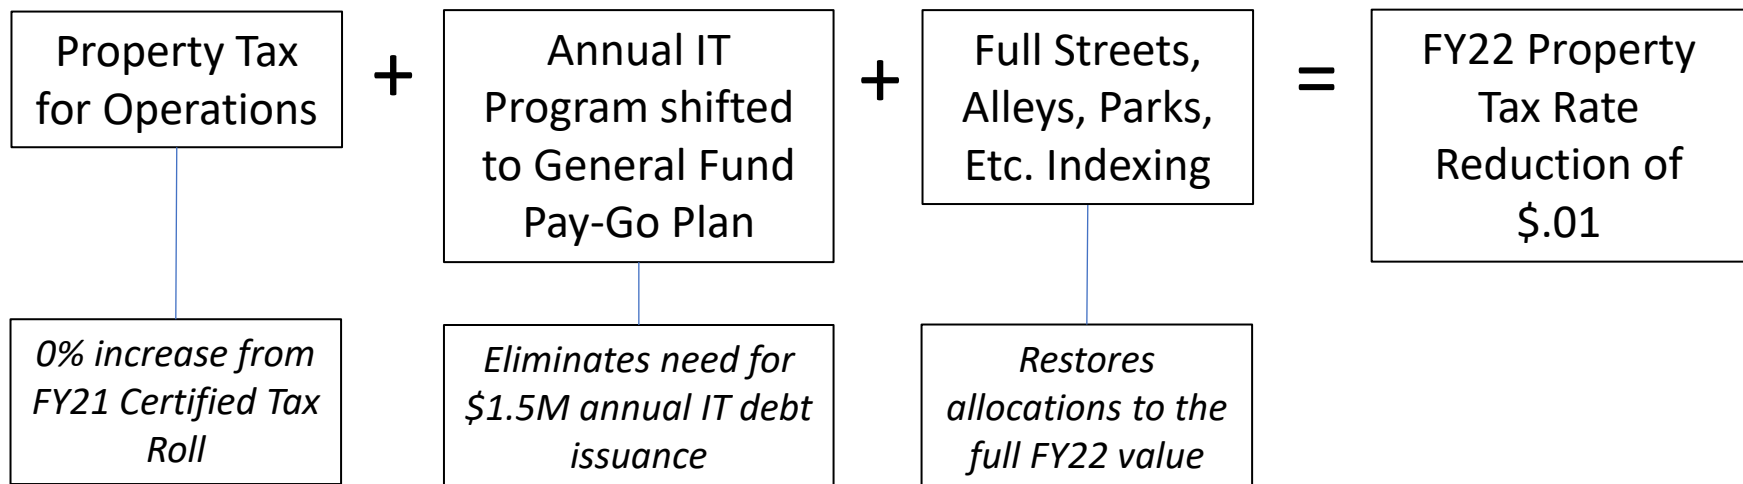 Property Tax
for Operations
+
Annual IT
Program shifted
to General Fund
Pay-Go Plan
+
Full Streets,
Alleys, Parks,
Etc. Indexing
=
FY22 Property
Tax Rate
Reduction of
$.01
0% increase from
FY21 Certified Tax
Roll
Eliminates need for
$1.5M annual IT debt
issuance
Restores
allocations to the
full FY22 value